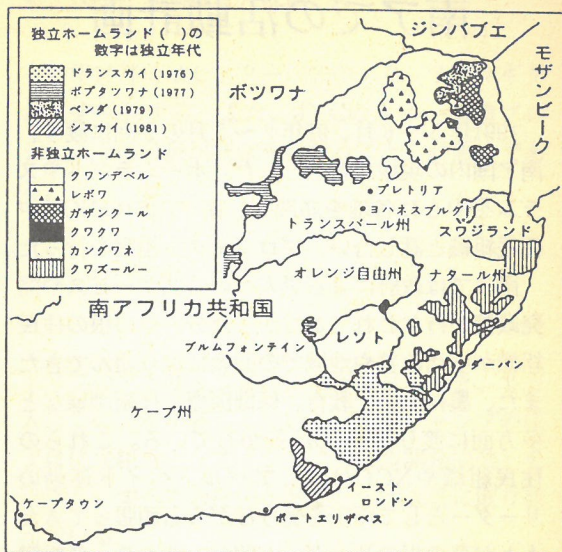 独立ホームランド( )の
数字は独立年代
ドランスカイ(1976)
ボプタツワナ(1977)
ベンダ(1979)
シスカイ(1981)
非独立ホームランド
クワンデベル
レボワ
ガザンクール
クワクワ
カングワネ
クワズールー
ジンバブエ
モザンビーク
ボツワナ
プレトリア
ヨハネスブルグ
トランスバール州
スワジランド
オレンジ自由州
ナタール州
南アフリカ共和国
ブルムフォンテイン
レソト
ダーバン
ケープ州
イースト
ロンドン
ケープタウン
ポートエリザベス